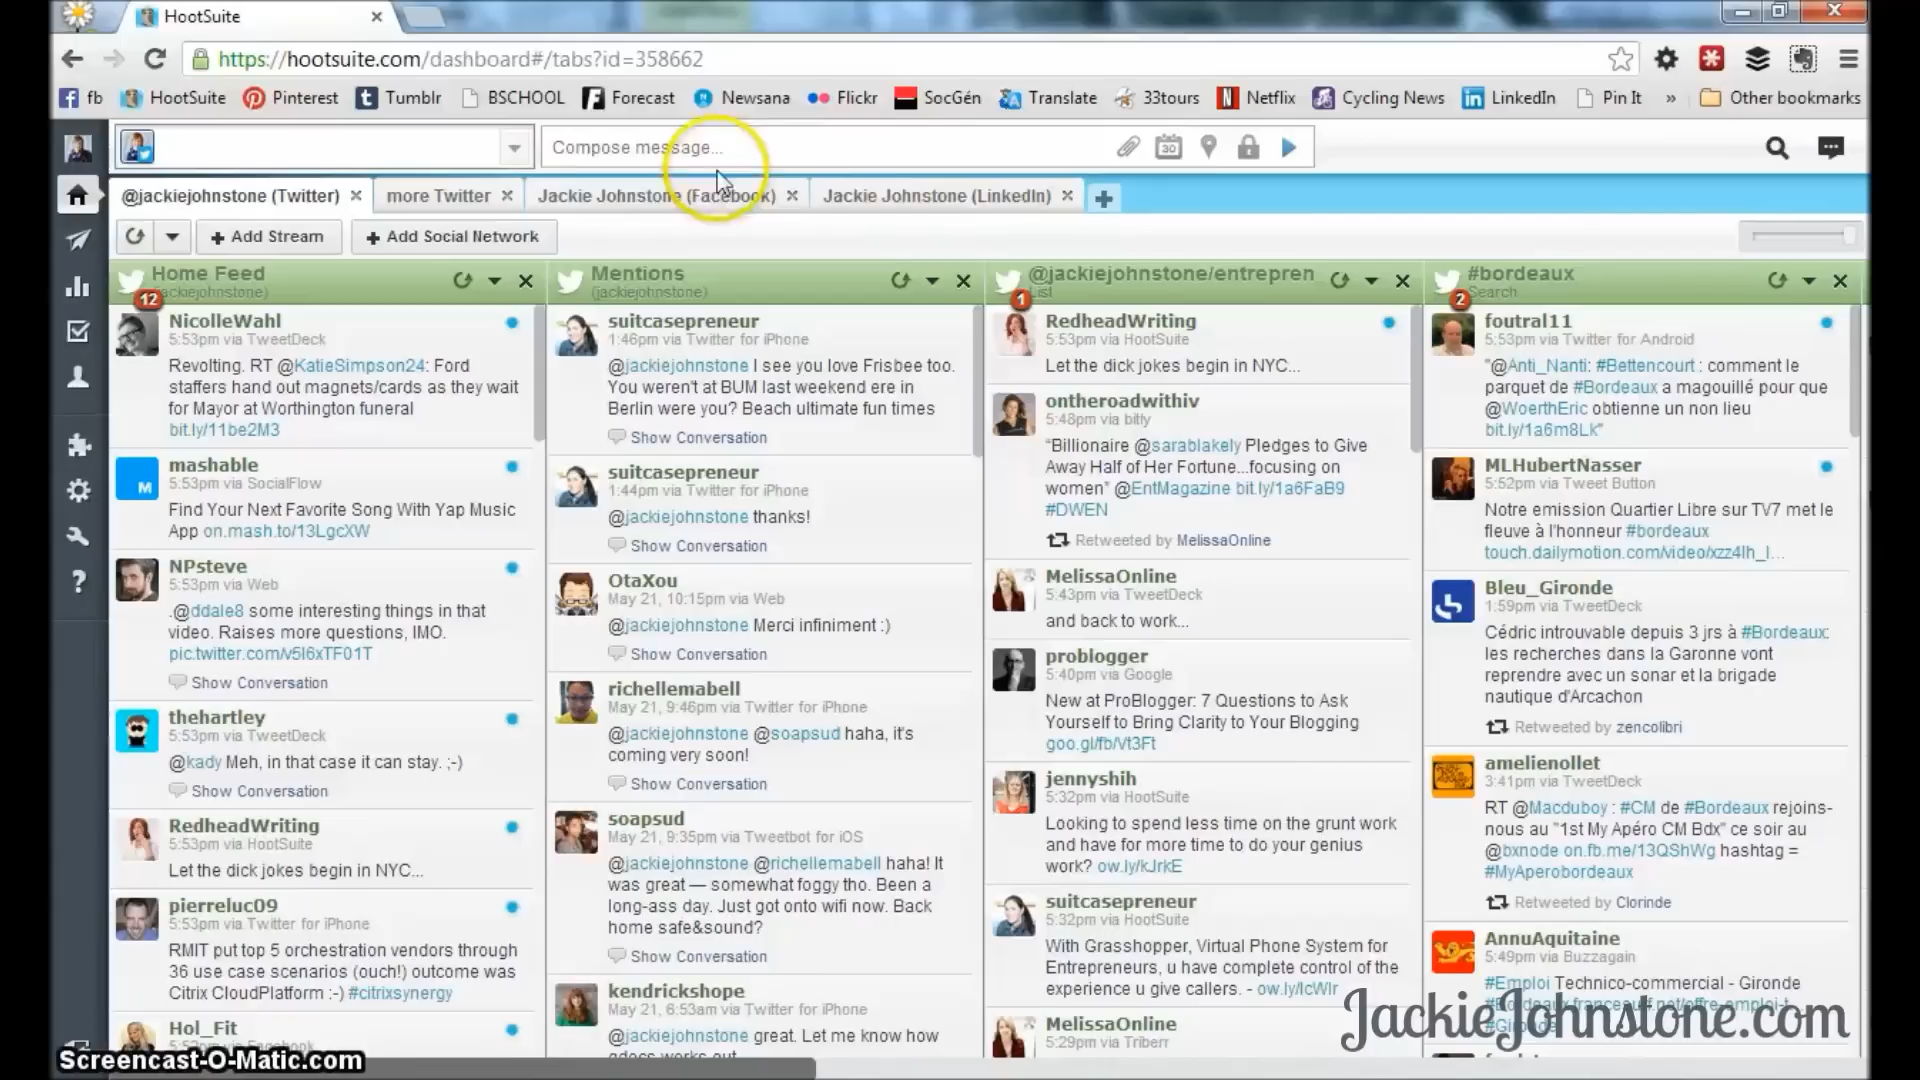 HootSuite
https://hootsuite.com/dashboard#/tabs?id=358662
fb HootSuite Pinterest Tumblr BSCHOOL Forecast Newsana Flickr SocGén Translate 33tours Netflix Cycling News LinkedIn Pin It » Other bookmarks
Compose message...
30
@jackiejohnstone (Twitter) more Twitter Jackie Johnstone (Facebook) Jackie Johnstone (LinkedIn)
Add Stream Add Social Network
Home Feed
(jackiejohnstone)
12
NicolleWahl
5:53pm via TweetDeck
Revolting. RT @KatieSimpson24: Ford
staffers hand out magnets/cards as they wait
for Mayor at Worthington funeral
bit.ly/11be2M3
mashable
5:53pm via SocialFlow
Find Your Next Favorite Song With Yap Music
App on.mash.to/13LgcXW
NPsteve
5:53pm via Web
.@ddale8 some interesting things in that
video. Raises more questions, IMO.
pic.twitter.com/v5l6xTF01T
Show Conversation
thehartley
5:53pm via TweetDeck
@kady Meh, in that case it can stay. ;-)
Show Conversation
RedheadWriting
5:53pm via HootSuite
Let the dick jokes begin in NYC...
pierreluc09
5:53pm via Twitter for iPhone
RMIT put top 5 orchestration vendors through
36 use case scenarios (ouch!) outcome was
Citrix CloudPlatform :-) #citrixsynergy
Hol_Fit
Mentions
(jackiejohnstone)
suitcasepreneur
1:46pm via Twitter for iPhone
@jackiejohnstone I see you love Frisbee too.
You weren't at BUM last weekend ere in
Berlin were you? Beach ultimate fun times
Show Conversation
suitcasepreneur
1:44pm via Twitter for iPhone
@jackiejohnstone thanks!
Show Conversation
OtaXou
May 21, 10:15pm via Web
@jackiejohnstone Merci infiniment :)
Show Conversation
richellemabell
May 21, 9:46pm via Twitter for iPhone
@jackiejohnstone @soapsud haha, it's
coming very soon!
Show Conversation
soapsud
May 21, 9:35pm via Tweetbot for iOS
@jackiejohnstone @richellemabell haha! It
was great — somewhat foggy tho. Been a
long-ass day. Just got onto wifi now. Back
home safe&sound?
Show Conversation
kendrickshope
May 21, 6:53am via Twitter for iPhone
@jackiejohnstone great. Let me know how
@jackiejohnstone/entrepren
List
1
RedheadWriting
5:53pm via HootSuite
Let the dick jokes begin in NYC...
ontheroadwithiv
5:48pm via bitly
"Billionaire @sarablakely Pledges to Give
Away Half of Her Fortune...focusing on
women" @EntMagazine bit.ly/1a6FaB9
#DWEN
Retweeted by MelissaOnline
MelissaOnline
5:43pm via TweetDeck
and back to work...
problogger
5:40pm via Google
New at ProBlogger: 7 Questions to Ask
Yourself to Bring Clarity to Your Blogging
goo.gl/fb/Vt3Ft
jennyshih
5:32pm via HootSuite
Looking to spend less time on the grunt work
and have for more time to do your genius
work? ow.ly/kJrkE
suitcasepreneur
5:32pm via HootSuite
With Grasshopper, Virtual Phone System for
Entrepreneurs, u have complete control of the
experience u give callers. - ow.ly/lcWlr
MelissaOnline
5:29pm via Triberr
#bordeaux
Search
2
foutral11
5:53pm via Twitter for Android
"@Anti_Nanti: #Bettencourt : comment le
parquet de #Bordeaux a magouillé pour que
@WoerthEric obtienne un non lieu
bit.ly/1a6m8Lk"
MLHubertNasser
5:52pm via Tweet Button
Notre emission Quartier Libre sur TV7 met le
fleuve à l'honneur #bordeaux
touch.dailymotion.com/video/xzz4lh_l...
Bleu_Gironde
1:59pm via TweetDeck
Cédric introuvable depuis 3 jrs à #Bordeaux:
les recherches dans la Garonne vont
reprendre avec un sonar et la brigade
nautique d'Arcachon
Retweeted by zencolibri
amelienollet
3:41pm via TweetDeck
RT @Macduboy : #CM de #Bordeaux rejoins-
nous au "1st My Apéro CM Bdx" ce soir au
@bxnode on.fb.me/13QShWg hashtag =
#MyAperobordeaux
Retweeted by Clorinde
AnnuAquitaine
5:49pm via Buzzagain
#Emploi Technico-commercial - Gironde
JackieJohnstone.com
Screencast-O-Matic.com